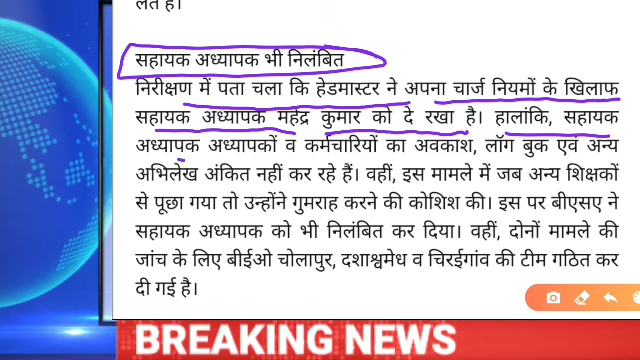 लत ह।
सहायक अध्यापक भी निलंबित
निरीक्षण में पता चला कि हेडमास्टर ने अपना चार्ज नियमों के खिलाफ
सहायक अध्यापक महेंद्र कुमार को दे रखा है। हालांकि, सहायक
अध्यापक अध्यापकों व कर्मचारियों का अवकाश, लॉग बुक एवं अन्य
अभिलेख अंकित नहीं कर रहे हैं। वहीं, इस मामले में जब अन्य शिक्षकों
से पूछा गया तो उन्होंने गुमराह करने की कोशिश की। इस पर बीएसए ने
सहायक अध्यापक को भी निलंबित कर दिया। वहीं, दोनों मामले की
जांच के लिए बीईओ चोलापुर, दशाश्वमेध व चिरईगांव की टीम गठित कर
दी गई है।
BREAKING NEWS